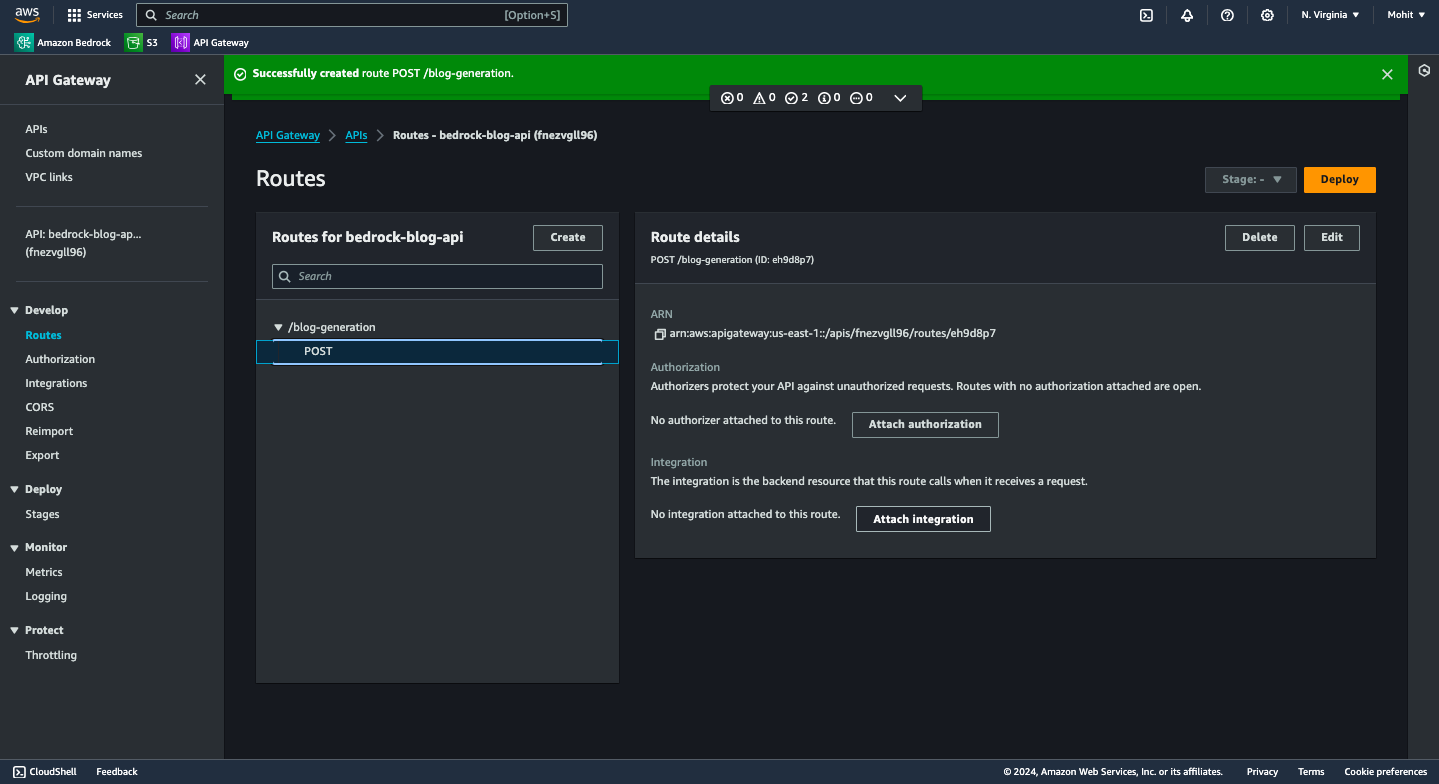 aws
Services
Search
[Option+S]
N. Virginia
Mohit
Amazon Bedrock
S3
API Gateway
API Gateway
Successfully created route POST /blog-generation.
0 0 2 0 0
APIs
Custom domain names
VPC links
API: bedrock-blog-ap...
(fnezvgll96)
Develop
Routes
Authorization
Integrations
CORS
Reimport
Export
Deploy
Stages
Monitor
Metrics
Logging
Protect
Throttling
API Gateway
APIs
Routes - bedrock-blog-api (fnezvgll96)
Routes
Stage: -
Deploy
Routes for bedrock-blog-api
Create
Search
/blog-generation
POST
Route details
Delete
Edit
POST /blog-generation (ID: eh9d8p7)
ARN
arn:aws:apigateway:us-east-1::/apis/fnezvgll96/routes/eh9d8p7
Authorization
Authorizers protect your API against unauthorized requests. Routes with no authorization attached are open.
No authorizer attached to this route.
Attach authorization
Integration
The integration is the backend resource that this route calls when it receives a request.
No integration attached to this route.
Attach integration
CloudShell
Feedback
© 2024, Amazon Web Services, Inc. or its affiliates.
Privacy
Terms
Cookie preferences